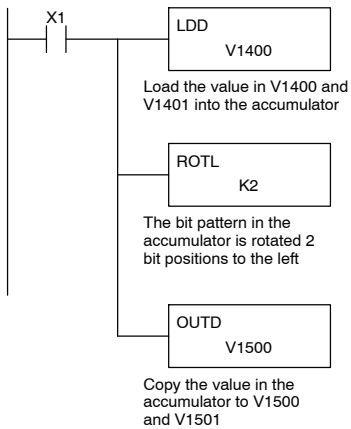 X1
LDD
V1400
Load the value in V1400 and
V1401 into the accumulator
ROTL
K2
The bit pattern in the
accumulator is rotated 2
bit positions to the left
OUTD
V1500
Copy the value in the
accumulator to V1500
and V1501